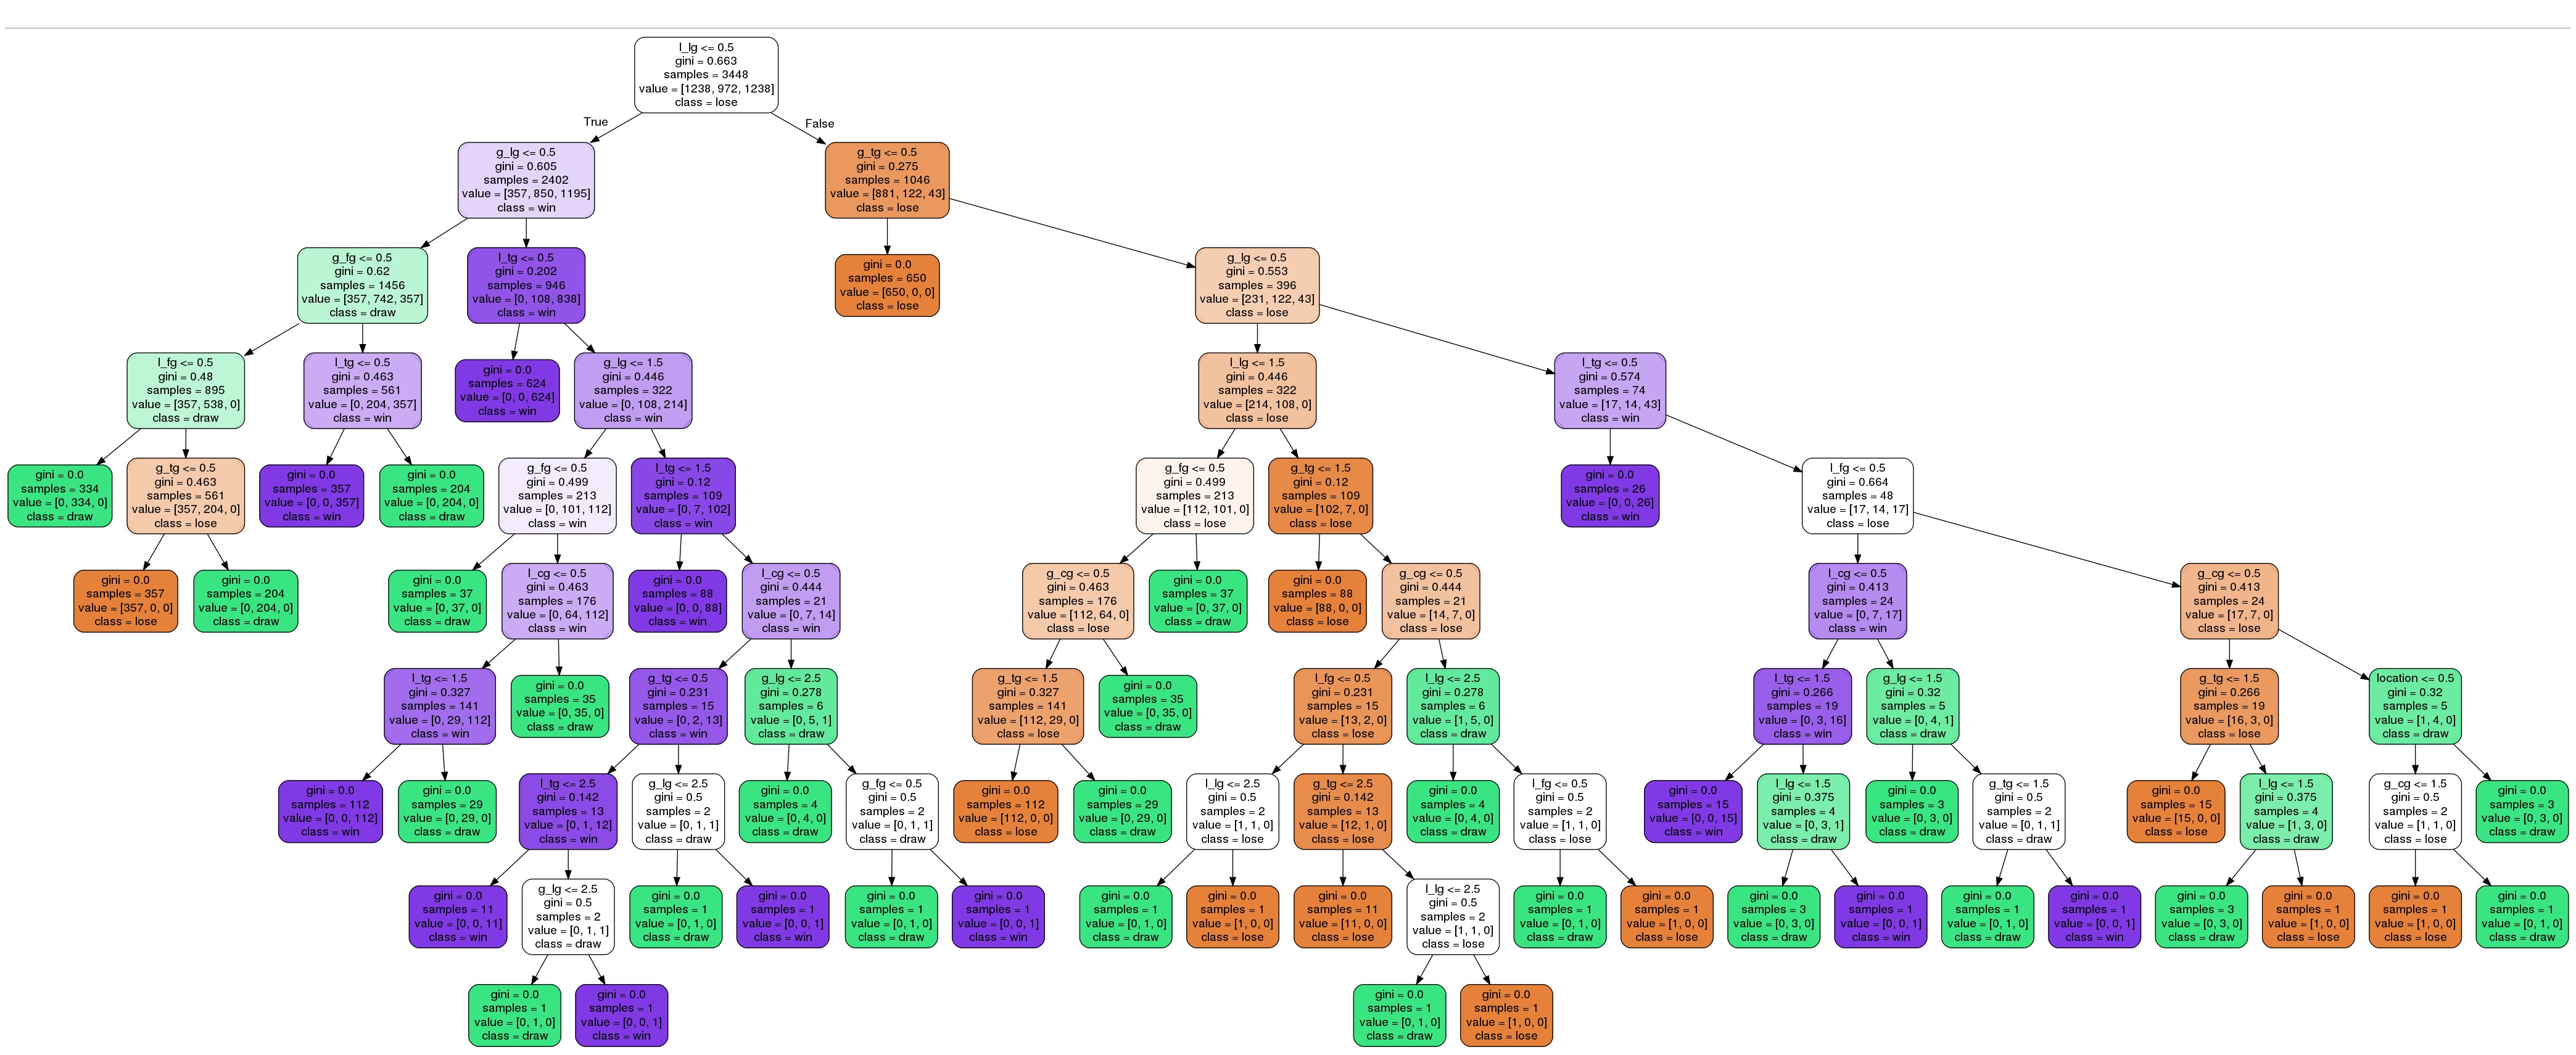 l_lg <= 0.5
gini = 0.663
samples = 3448
value = [1238, 972, 1238]
class = lose
True
False
g_lg <= 0.5
gini = 0.605
samples = 2402
value = [357, 850, 1195]
class = win
g_tg <= 0.5
gini = 0.275
samples = 1046
value = [881, 122, 43]
class = lose
g_fg <= 0.5
gini = 0.62
samples = 1456
value = [357, 742, 357]
class = draw
l_tg <= 0.5
gini = 0.202
samples = 946
value = [0, 108, 838]
class = win
gini = 0.0
samples = 650
value = [650, 0, 0]
class = lose
g_lg <= 0.5
gini = 0.553
samples = 396
value = [231, 122, 43]
class = lose
l_fg <= 0.5
gini = 0.48
samples = 895
value = [357, 538, 0]
class = draw
l_tg <= 0.5
gini = 0.463
samples = 561
value = [0, 204, 357]
class = win
gini = 0.0
samples = 624
value = [0, 0, 624]
class = win
g_lg <= 1.5
gini = 0.446
samples = 322
value = [0, 108, 214]
class = win
l_lg <= 1.5
gini = 0.446
samples = 322
value = [214, 108, 0]
class = lose
l_tg <= 0.5
gini = 0.574
samples = 74
value = [17, 14, 43]
class = win
gini = 0.0
samples = 334
value = [0, 334, 0]
class = draw
g_tg <= 0.5
gini = 0.463
samples = 561
value = [357, 204, 0]
class = lose
gini = 0.0
samples = 357
value = [0, 0, 357]
class = win
gini = 0.0
samples = 204
value = [0, 204, 0]
class = draw
g_fg <= 0.5
gini = 0.499
samples = 213
value = [0, 101, 112]
class = win
l_tg <= 1.5
gini = 0.12
samples = 109
value = [0, 7, 102]
class = win
g_fg <= 0.5
gini = 0.499
samples = 213
value = [112, 101, 0]
class = lose
g_tg <= 1.5
gini = 0.12
samples = 109
value = [102, 7, 0]
class = lose
gini = 0.0
samples = 26
value = [0, 0, 26]
class = win
l_fg <= 0.5
gini = 0.664
samples = 48
value = [17, 14, 17]
class = lose
gini = 0.0
samples = 357
value = [357, 0, 0]
class = lose
gini = 0.0
samples = 204
value = [0, 204, 0]
class = draw
gini = 0.0
samples = 37
value = [0, 37, 0]
class = draw
l_cg <= 0.5
gini = 0.463
samples = 176
value = [0, 64, 112]
class = win
gini = 0.0
samples = 88
value = [0, 0, 88]
class = win
l_cg <= 0.5
gini = 0.444
samples = 21
value = [0, 7, 14]
class = win
g_cg <= 0.5
gini = 0.463
samples = 176
value = [112, 64, 0]
class = lose
gini = 0.0
samples = 37
value = [0, 37, 0]
class = draw
gini = 0.0
samples = 88
value = [88, 0, 0]
class = lose
g_cg <= 0.5
gini = 0.444
samples = 21
value = [14, 7, 0]
class = lose
l_cg <= 0.5
gini = 0.413
samples = 24
value = [0, 7, 17]
class = win
g_cg <= 0.5
gini = 0.413
samples = 24
value = [17, 7, 0]
class = lose
l_tg <= 1.5
gini = 0.327
samples = 141
value = [0, 29, 112]
class = win
gini = 0.0
samples = 35
value = [0, 35, 0]
class = draw
g_tg <= 0.5
gini = 0.231
samples = 15
value = [0, 2, 13]
class = win
g_lg <= 2.5
gini = 0.278
samples = 6
value = [0, 5, 1]
class = draw
g_tg <= 1.5
gini = 0.327
samples = 141
value = [112, 29, 0]
class = lose
gini = 0.0
samples = 35
value = [0, 35, 0]
class = draw
l_fg <= 0.5
gini = 0.231
samples = 15
value = [13, 2, 0]
class = lose
l_lg <= 2.5
gini = 0.278
samples = 6
value = [1, 5, 0]
class = draw
l_tg <= 1.5
gini = 0.266
samples = 19
value = [0, 3, 16]
class = win
g_lg <= 1.5
gini = 0.32
samples = 5
value = [0, 4, 1]
class = draw
g_tg <= 1.5
gini = 0.266
samples = 19
value = [16, 3, 0]
class = lose
location <= 0.5
gini = 0.32
samples = 5
value = [1, 4, 0]
class = draw
gini = 0.0
samples = 112
value = [0, 0, 112]
class = win
gini = 0.0
samples = 29
value = [0, 29, 0]
class = draw
l_tg <= 2.5
gini = 0.142
samples = 13
value = [0, 1, 12]
class = win
g_lg <= 2.5
gini = 0.5
samples = 2
value = [0, 1, 1]
class = draw
gini = 0.0
samples = 4
value = [0, 4, 0]
class = draw
g_fg <= 0.5
gini = 0.5
samples = 2
value = [0, 1, 1]
class = draw
gini = 0.0
samples = 112
value = [112, 0, 0]
class = lose
gini = 0.0
samples = 29
value = [0, 29, 0]
class = draw
l_lg <= 2.5
gini = 0.5
samples = 2
value = [1, 1, 0]
class = lose
g_tg <= 2.5
gini = 0.142
samples = 13
value = [12, 1, 0]
class = lose
gini = 0.0
samples = 4
value = [0, 4, 0]
class = draw
l_fg <= 0.5
gini = 0.5
samples = 2
value = [1, 1, 0]
class = lose
gini = 0.0
samples = 15
value = [0, 0, 15]
class = win
l_lg <= 1.5
gini = 0.375
samples = 4
value = [0, 3, 1]
class = draw
gini = 0.0
samples = 3
value = [0, 3, 0]
class = draw
g_tg <= 1.5
gini = 0.5
samples = 2
value = [0, 1, 1]
class = draw
gini = 0.0
samples = 15
value = [15, 0, 0]
class = lose
l_lg <= 1.5
gini = 0.375
samples = 4
value = [1, 3, 0]
class = draw
g_cg <= 1.5
gini = 0.5
samples = 2
value = [1, 1, 0]
class = lose
gini = 0.0
samples = 3
value = [0, 3, 0]
class = draw
gini = 0.0
samples = 11
value = [0, 0, 11]
class = win
g_lg <= 2.5
gini = 0.5
samples = 2
value = [0, 1, 1]
class = draw
gini = 0.0
samples = 1
value = [0, 1, 0]
class = draw
gini = 0.0
samples = 1
value = [0, 0, 1]
class = win
gini = 0.0
samples = 1
value = [0, 1, 0]
class = draw
gini = 0.0
samples = 1
value = [0, 0, 1]
class = win
gini = 0.0
samples = 1
value = [0, 1, 0]
class = draw
gini = 0.0
samples = 1
value = [1, 0, 0]
class = lose
gini = 0.0
samples = 11
value = [11, 0, 0]
class = lose
l_lg <= 2.5
gini = 0.5
samples = 2
value = [1, 1, 0]
class = lose
gini = 0.0
samples = 1
value = [0, 1, 0]
class = draw
gini = 0.0
samples = 1
value = [1, 0, 0]
class = lose
gini = 0.0
samples = 3
value = [0, 3, 0]
class = draw
gini = 0.0
samples = 1
value = [0, 0, 1]
class = win
gini = 0.0
samples = 1
value = [0, 1, 0]
class = draw
gini = 0.0
samples = 1
value = [0, 0, 1]
class = win
gini = 0.0
samples = 3
value = [0, 3, 0]
class = draw
gini = 0.0
samples = 1
value = [1, 0, 0]
class = lose
gini = 0.0
samples = 1
value = [1, 0, 0]
class = lose
gini = 0.0
samples = 1
value = [0, 1, 0]
class = draw
gini = 0.0
samples = 1
value = [0, 1, 0]
class = draw
gini = 0.0
samples = 1
value = [0, 0, 1]
class = win
gini = 0.0
samples = 1
value = [0, 1, 0]
class = draw
gini = 0.0
samples = 1
value = [1, 0, 0]
class = lose